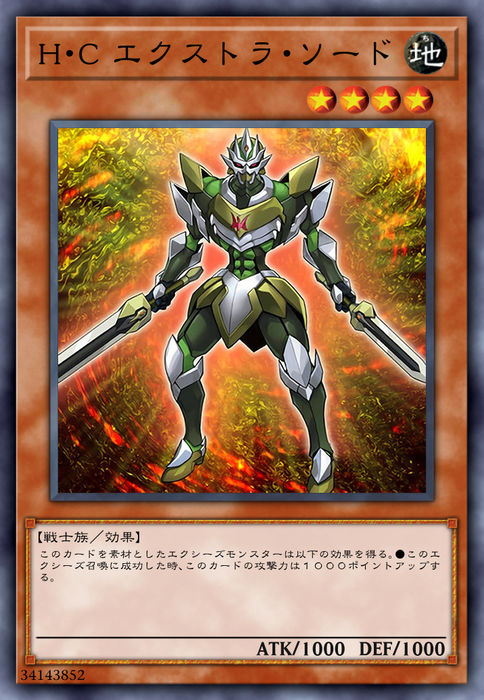 H・C エクストラ・ソード
ち
地
【戦士族／効果】
このカードを素材としたエクシーズモンスターは以下の効果を得る。●このエ
クシーズ召喚に成功した時、このカードの攻撃力は１０００ポイントアップす
る。
ATK/1000 DEF/1000
34143852